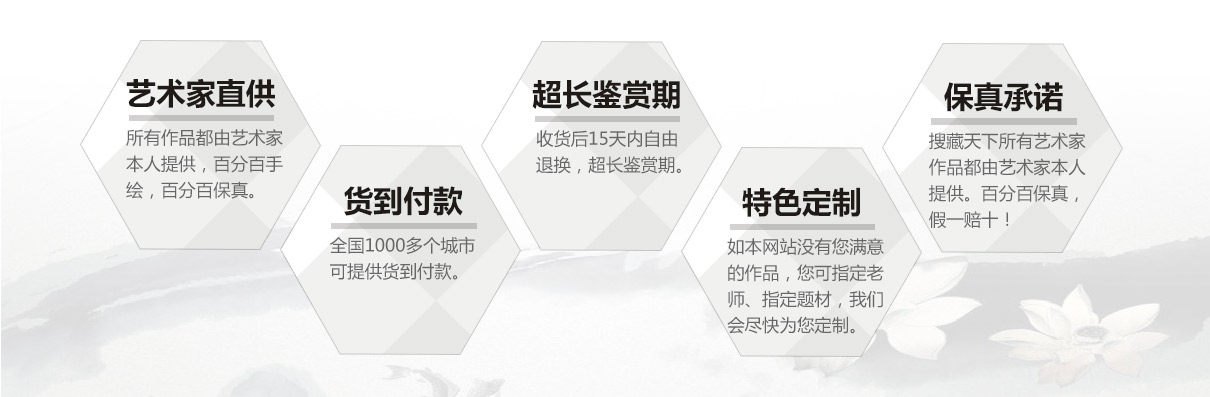 艺术家直供
所有作品都由艺术家
本人提供，百分百手
绘，百分百保真。
货到付款
全国1000多个城市
可提供货到付款。
超长鉴赏期
收货后15天内自由
退换，超长鉴赏期。
特色定制
如本网站没有您满意
的作品，您可指定老
师、指定题材，我们
会尽快为您定制。
保真承诺
搜藏天下所有艺术家
作品都由艺术家本人
提供。百分百保真，
假一赔十！